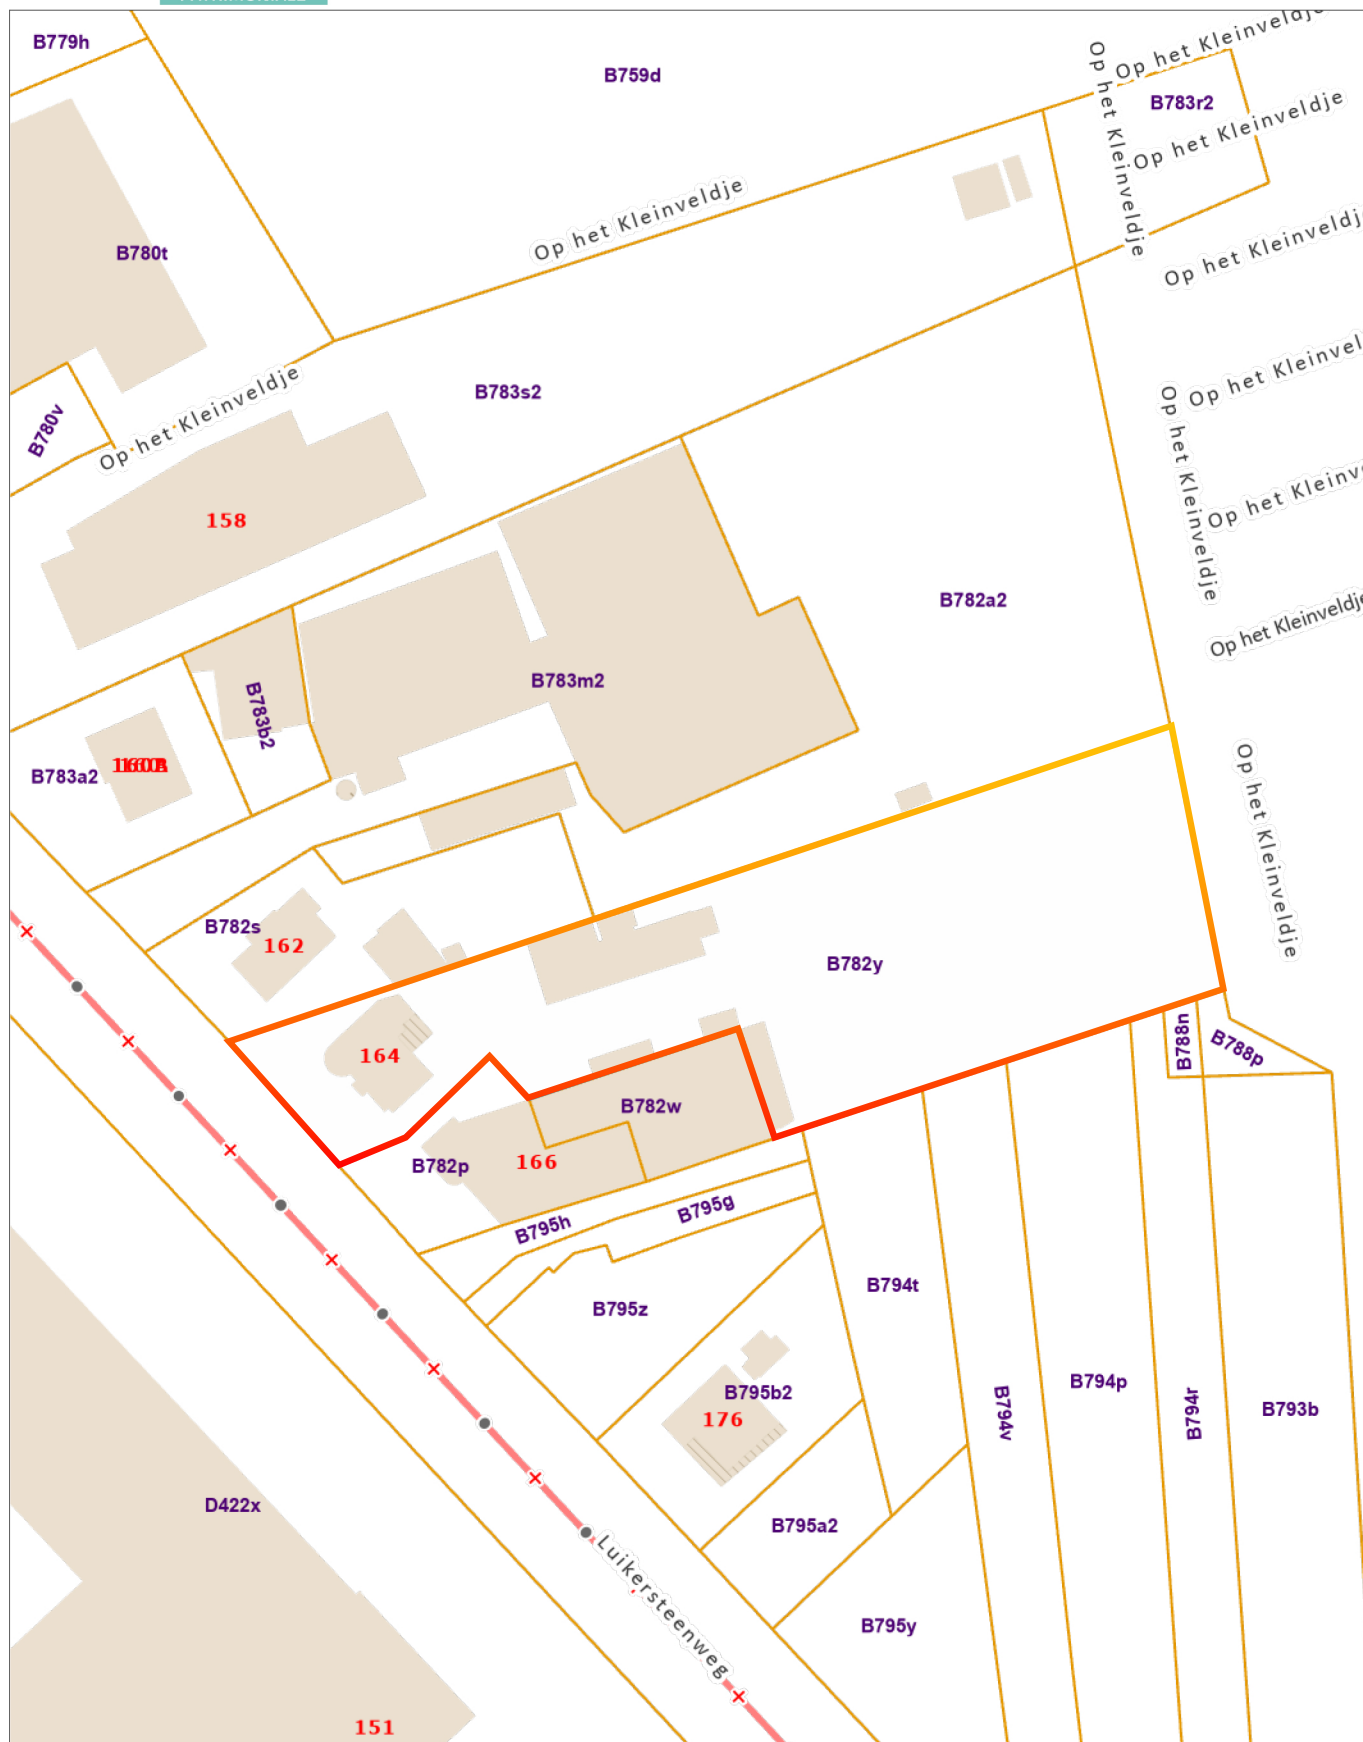 B779h
B759d
Op het Kleinveldje
Op het Kleinveldje
B783r2
Op het Kleinveldje
Op het Kleinveldje
B780t
Op het Kleinveldje
Op het Kleinveldj
B780v
Op het Kleinveldje
B783s2
Op het Kleinvel
Op het Kleinveldje
158
Op het Kleinv
B782a2
Op het Kleinveldje
B783b2
B783m2
B783a2
Op het Kleinveldje
B782s
162
B782y
164
B788n
B788p
B782w
B782p
166
B795h
B795g
B794t
B795z
B795b2
176
B794v
B794p
B794r
B793b
D422x
B795a2
Luikersteenweg
B795y
151